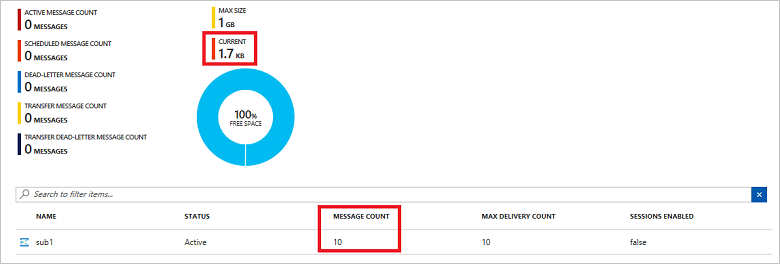 ACTIVE MESSAGE COUNT
0 MESSAGES
SCHEDULED MESSAGE COUNT
0 MESSAGES
DEAD-LETTER MESSAGE COUNT
0 MESSAGES
TRANSFER MESSAGE COUNT
0 MESSAGES
TRANSFER DEAD-LETTER MESSAGE COUNT
0 MESSAGES
MAX SIZE
1 GB
CURRENT
1.7 KB
100%
FREE SPACE
Search to filter items...
NAME STATUS MESSAGE COUNT MAX DELIVERY COUNT SESSIONS ENABLED
sub1 Active 10 10 false